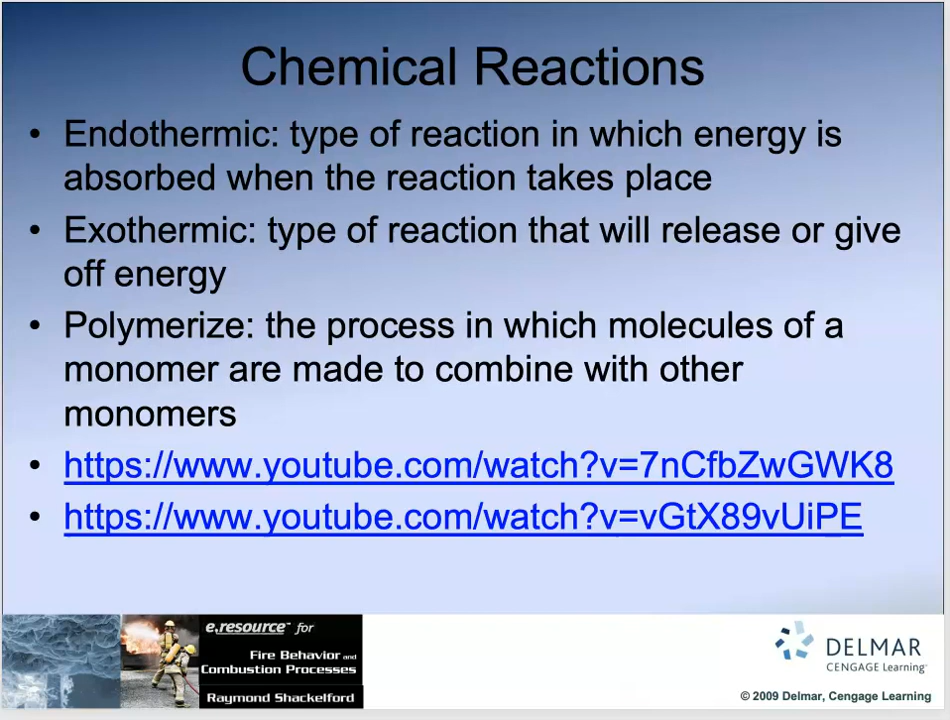 Chemical Reactions
• Endothermic: type of reaction in which energy is
absorbed when the reaction takes place
• Exothermic: type of reaction that will release or give
off energy
• Polymerize: the process in which molecules of a
monomer are made to combine with other
monomers
• https://www.youtube.com/watch?v=7nCfbZwGWK8
• https://www.youtube.com/watch?v=vGtX89vUiPE
e.resource™ for
Fire Behavior and
Combustion Processes
Raymond Shackelford
DELMAR
CENGAGE Learning™
© 2009 Delmar, Cengage Learning